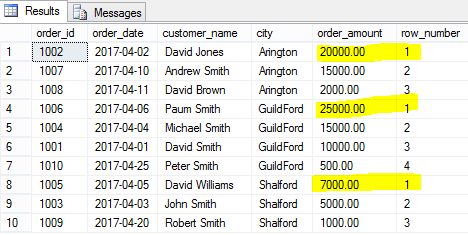 Results Messages
order_id order_date customer_name city order_amount row_number
1 1002 2017-04-02 David Jones Arington 20000.00 1
2 1007 2017-04-10 Andrew Smith Arington 15000.00 2
3 1008 2017-04-11 David Brown Arington 2000.00 3
4 1006 2017-04-06 Paum Smith GuildFord 25000.00 1
5 1004 2017-04-04 Michael Smith GuildFord 15000.00 2
6 1001 2017-04-01 David Smith GuildFord 10000.00 3
7 1010 2017-04-25 Peter Smith GuildFord 500.00 4
8 1005 2017-04-05 David Williams Shalford 7000.00 1
9 1003 2017-04-03 John Smith Shalford 5000.00 2
10 1009 2017-04-20 Robert Smith Shalford 1000.00 3